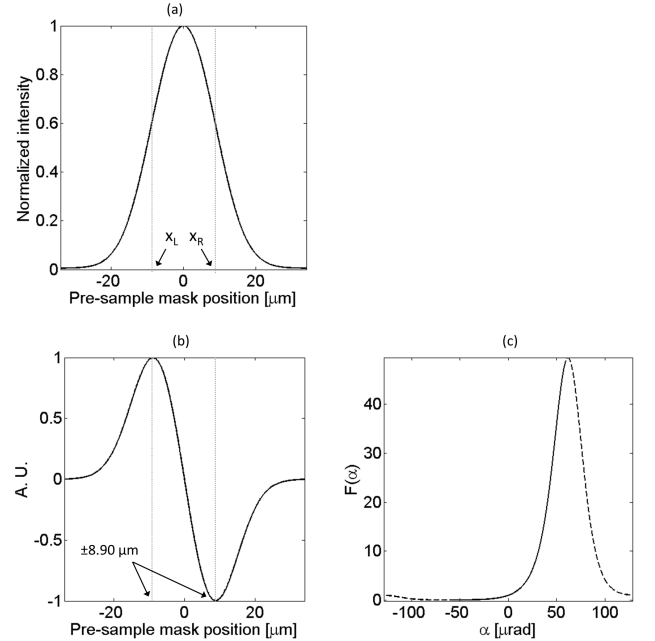 (a)
Normalized intensity
1
0.8
0.6
0.4
0.2
0
x_L x_R
-20 0 20
Pre-sample mask position [μm]
(b)
A. U.
1
0.5
0
-0.5
-1
±8.90 μm
-20 0 20
Pre-sample mask position [μm]
(c)
F(α)
40
30
20
10
0
-100 -50 0 50 100
α [μrad]